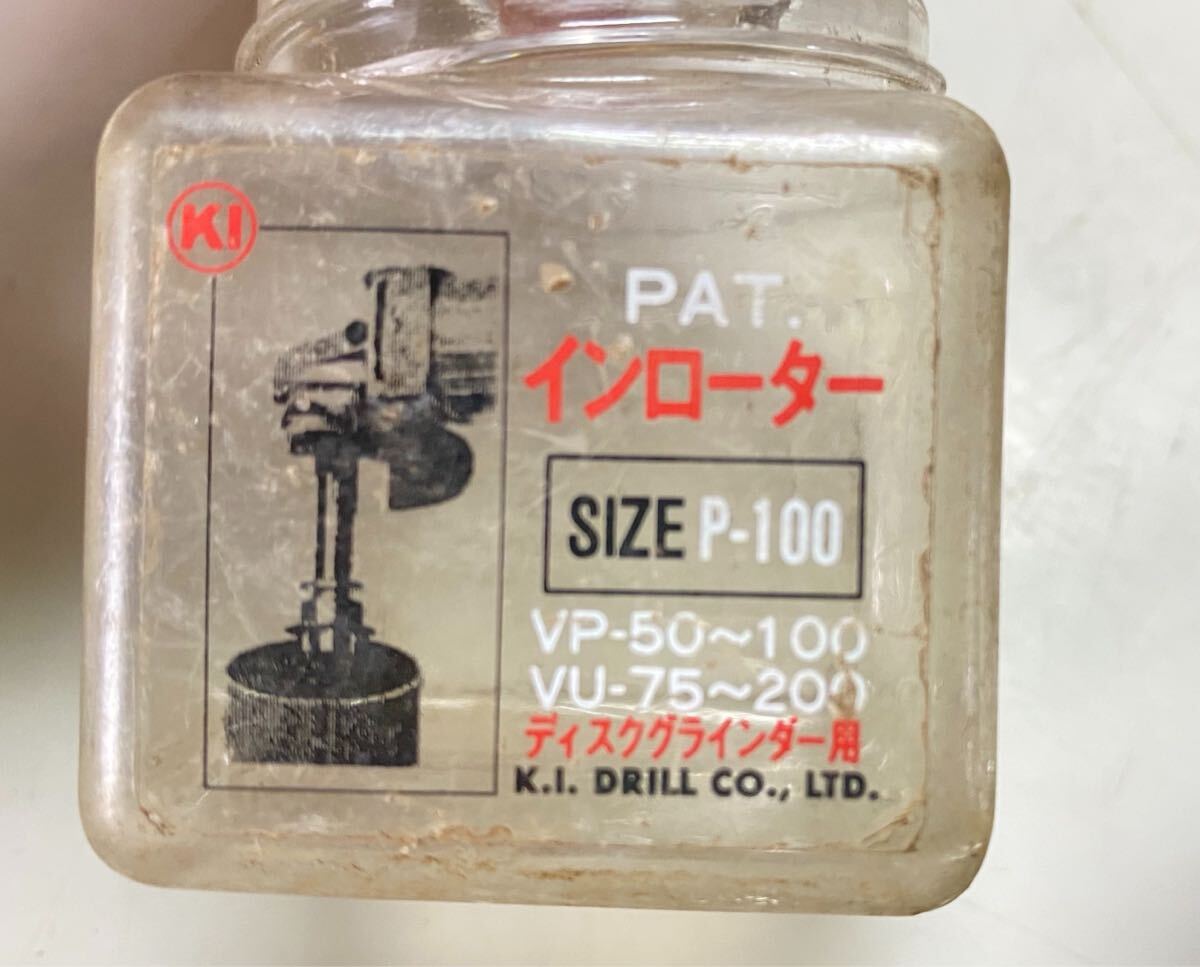 KI
PAT.
インローター
SIZE P-100
VP-50~100
VU-75~200
ディスクグラインダー用
K.I. DRILL CO., LTD.